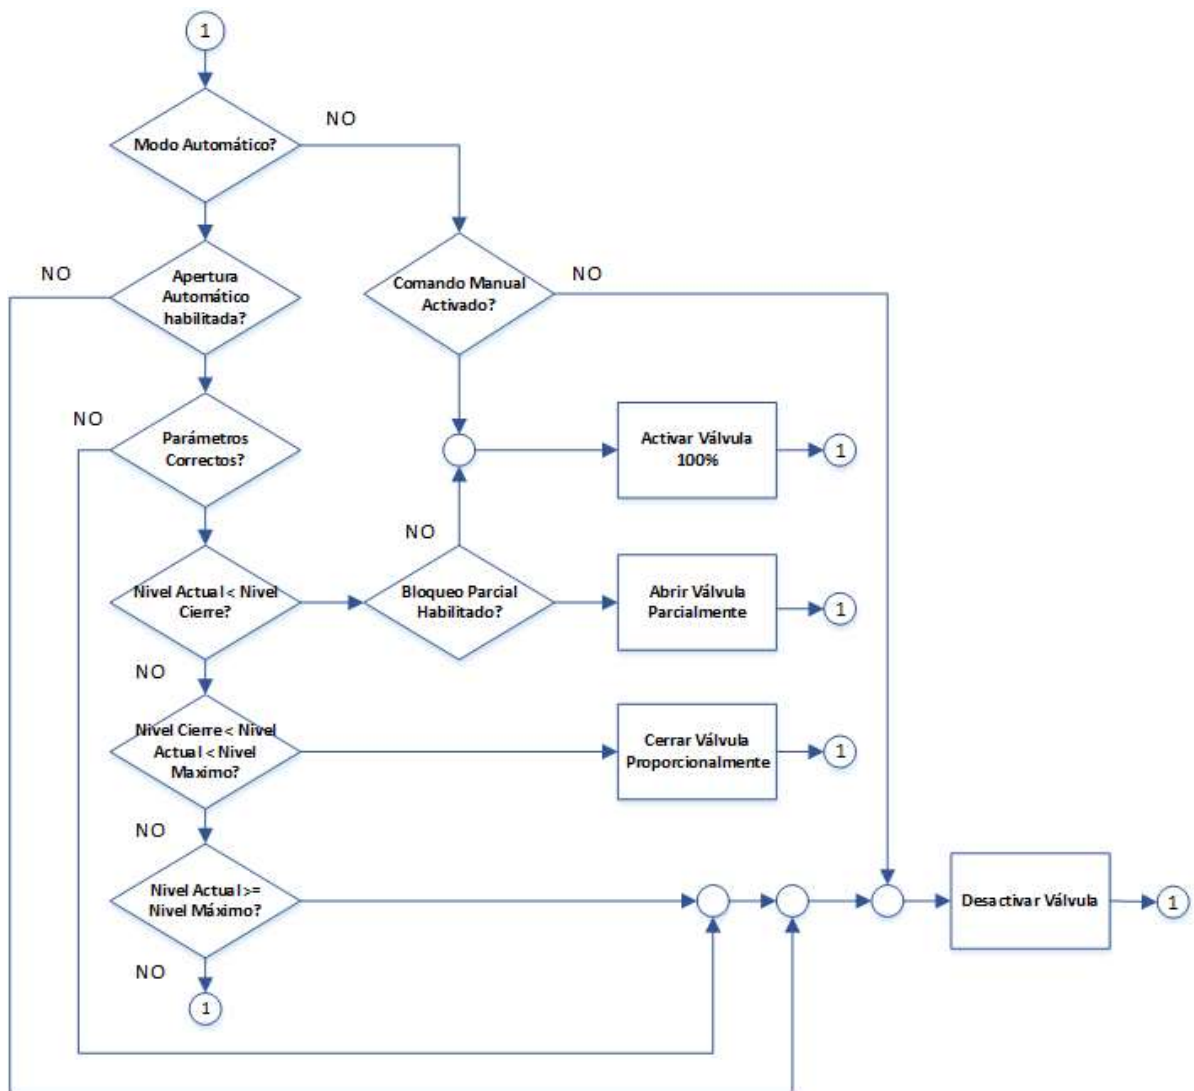 1
NO
Modo Automático?
NO
Apertura
Automático
habilitada?
Comando Manual
Activado?
NO
NO
Parámetros
Correctos?
Activar Válvula
100%
1
NO
Nivel Actual < Nivel
Cierre?
Bloqueo Parcial
Habilitado?
Abrir Válvula
Parcialmente
1
NO
Nivel Cierre < Nivel
Actual < Nivel
Maximo?
Cerrar Válvula
Proporcionalmente
1
NO
Nivel Actual >=
Nivel Máximo?
Desactivar Válvula
1
NO
1